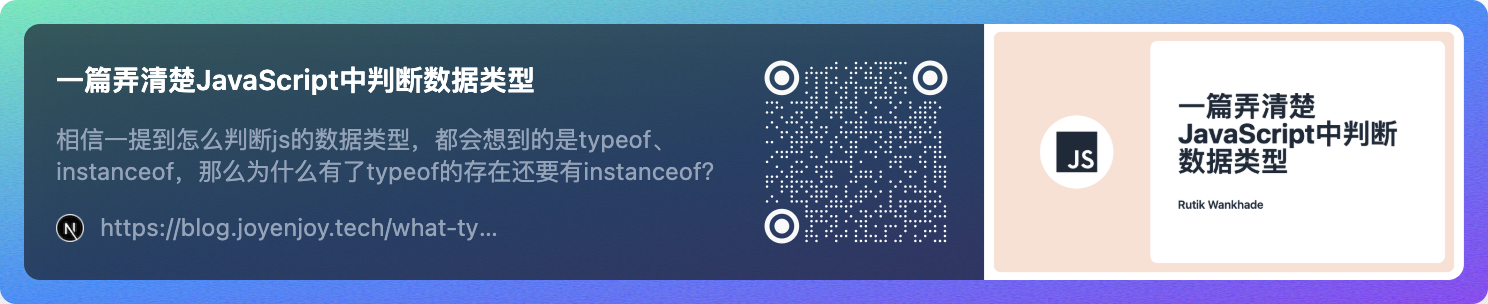 一篇弄清楚JavaScript中判断数据类型
相信一提到怎么判断js的数据类型，都会想到的是typeof、
instanceof，那么为什么有了typeof的存在还要有instanceof?
N
https://blog.joyenjoy.tech/what-ty...
JS
一篇弄清楚
JavaScript中判断
数据类型
Rutik Wankhade